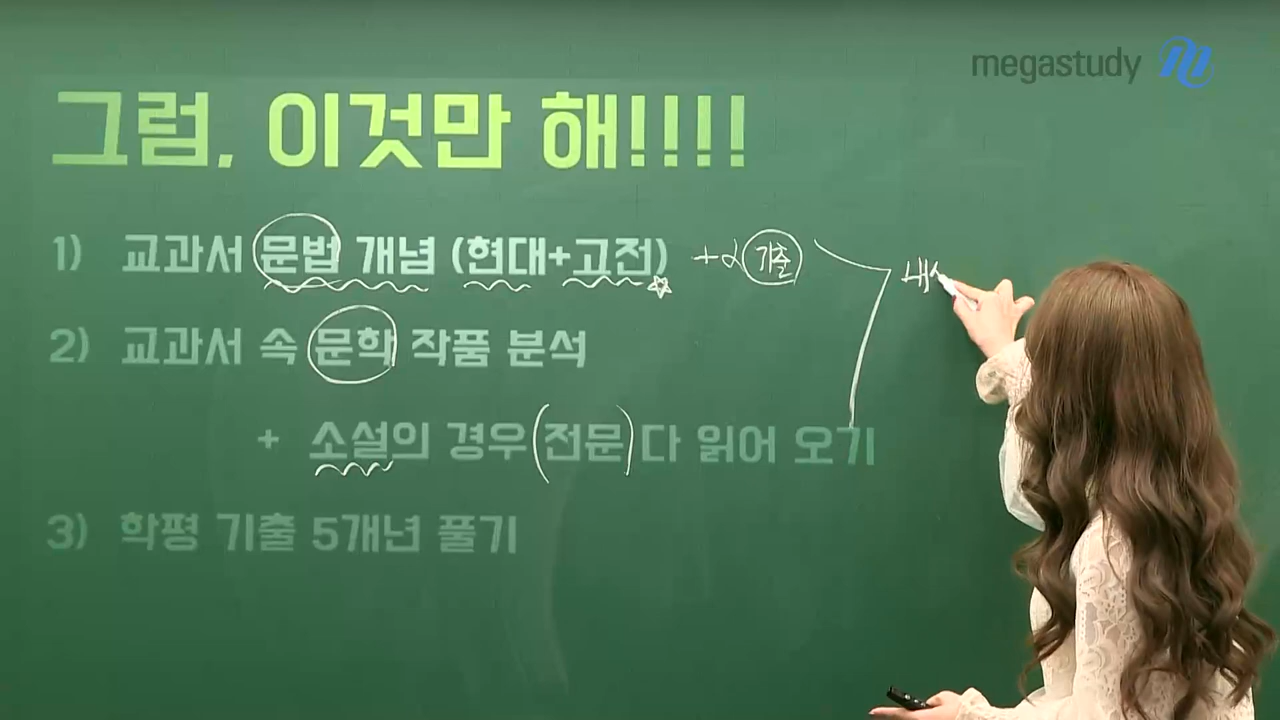 megastudy
그럼, 이것만 해!!!!
1) 교과서 문법 개념 (현대+고전) +α 기출
2) 교과서 속 문학 작품 분석
+ 소설의 경우 (전문) 다 읽어 오기
3) 학평 기출 5개년 풀기